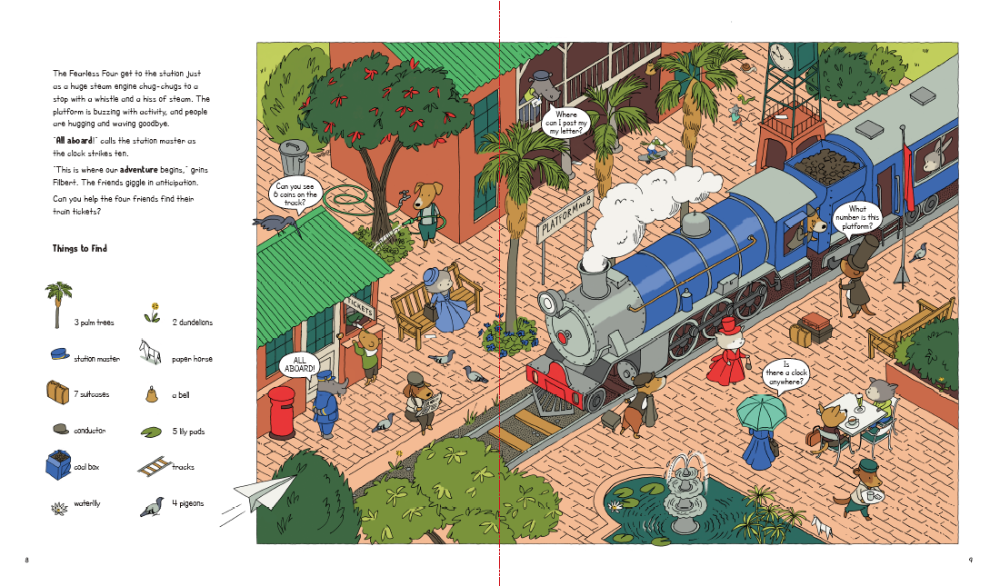 The Fearless Four get to the station just
as a huge steam engine chug-chugs to a
stop with a whistle and a hiss of steam. The
platform is buzzing with activity, and people
are hugging and waving goodbye.
"All aboard!" calls the station master as
the clock strikes ten.
"This is where our adventure begins," grins
Filbert. The friends giggle in anticipation.
Can you help the four friends find their
train tickets?
Things to Find
3 palm trees
2 dandelions
station master
paper horse
7 suitcases
a bell
conductor
5 lily pads
coal box
tracks
waterlily
4 pigeons
8
Where
can I post my
my letter?
Can you see
6 coins on the
track?
PLATFORM no.8
What
number is this
platform?
TICKETS
ALL
ABOARD!
Is
there a clock
anywhere?
9